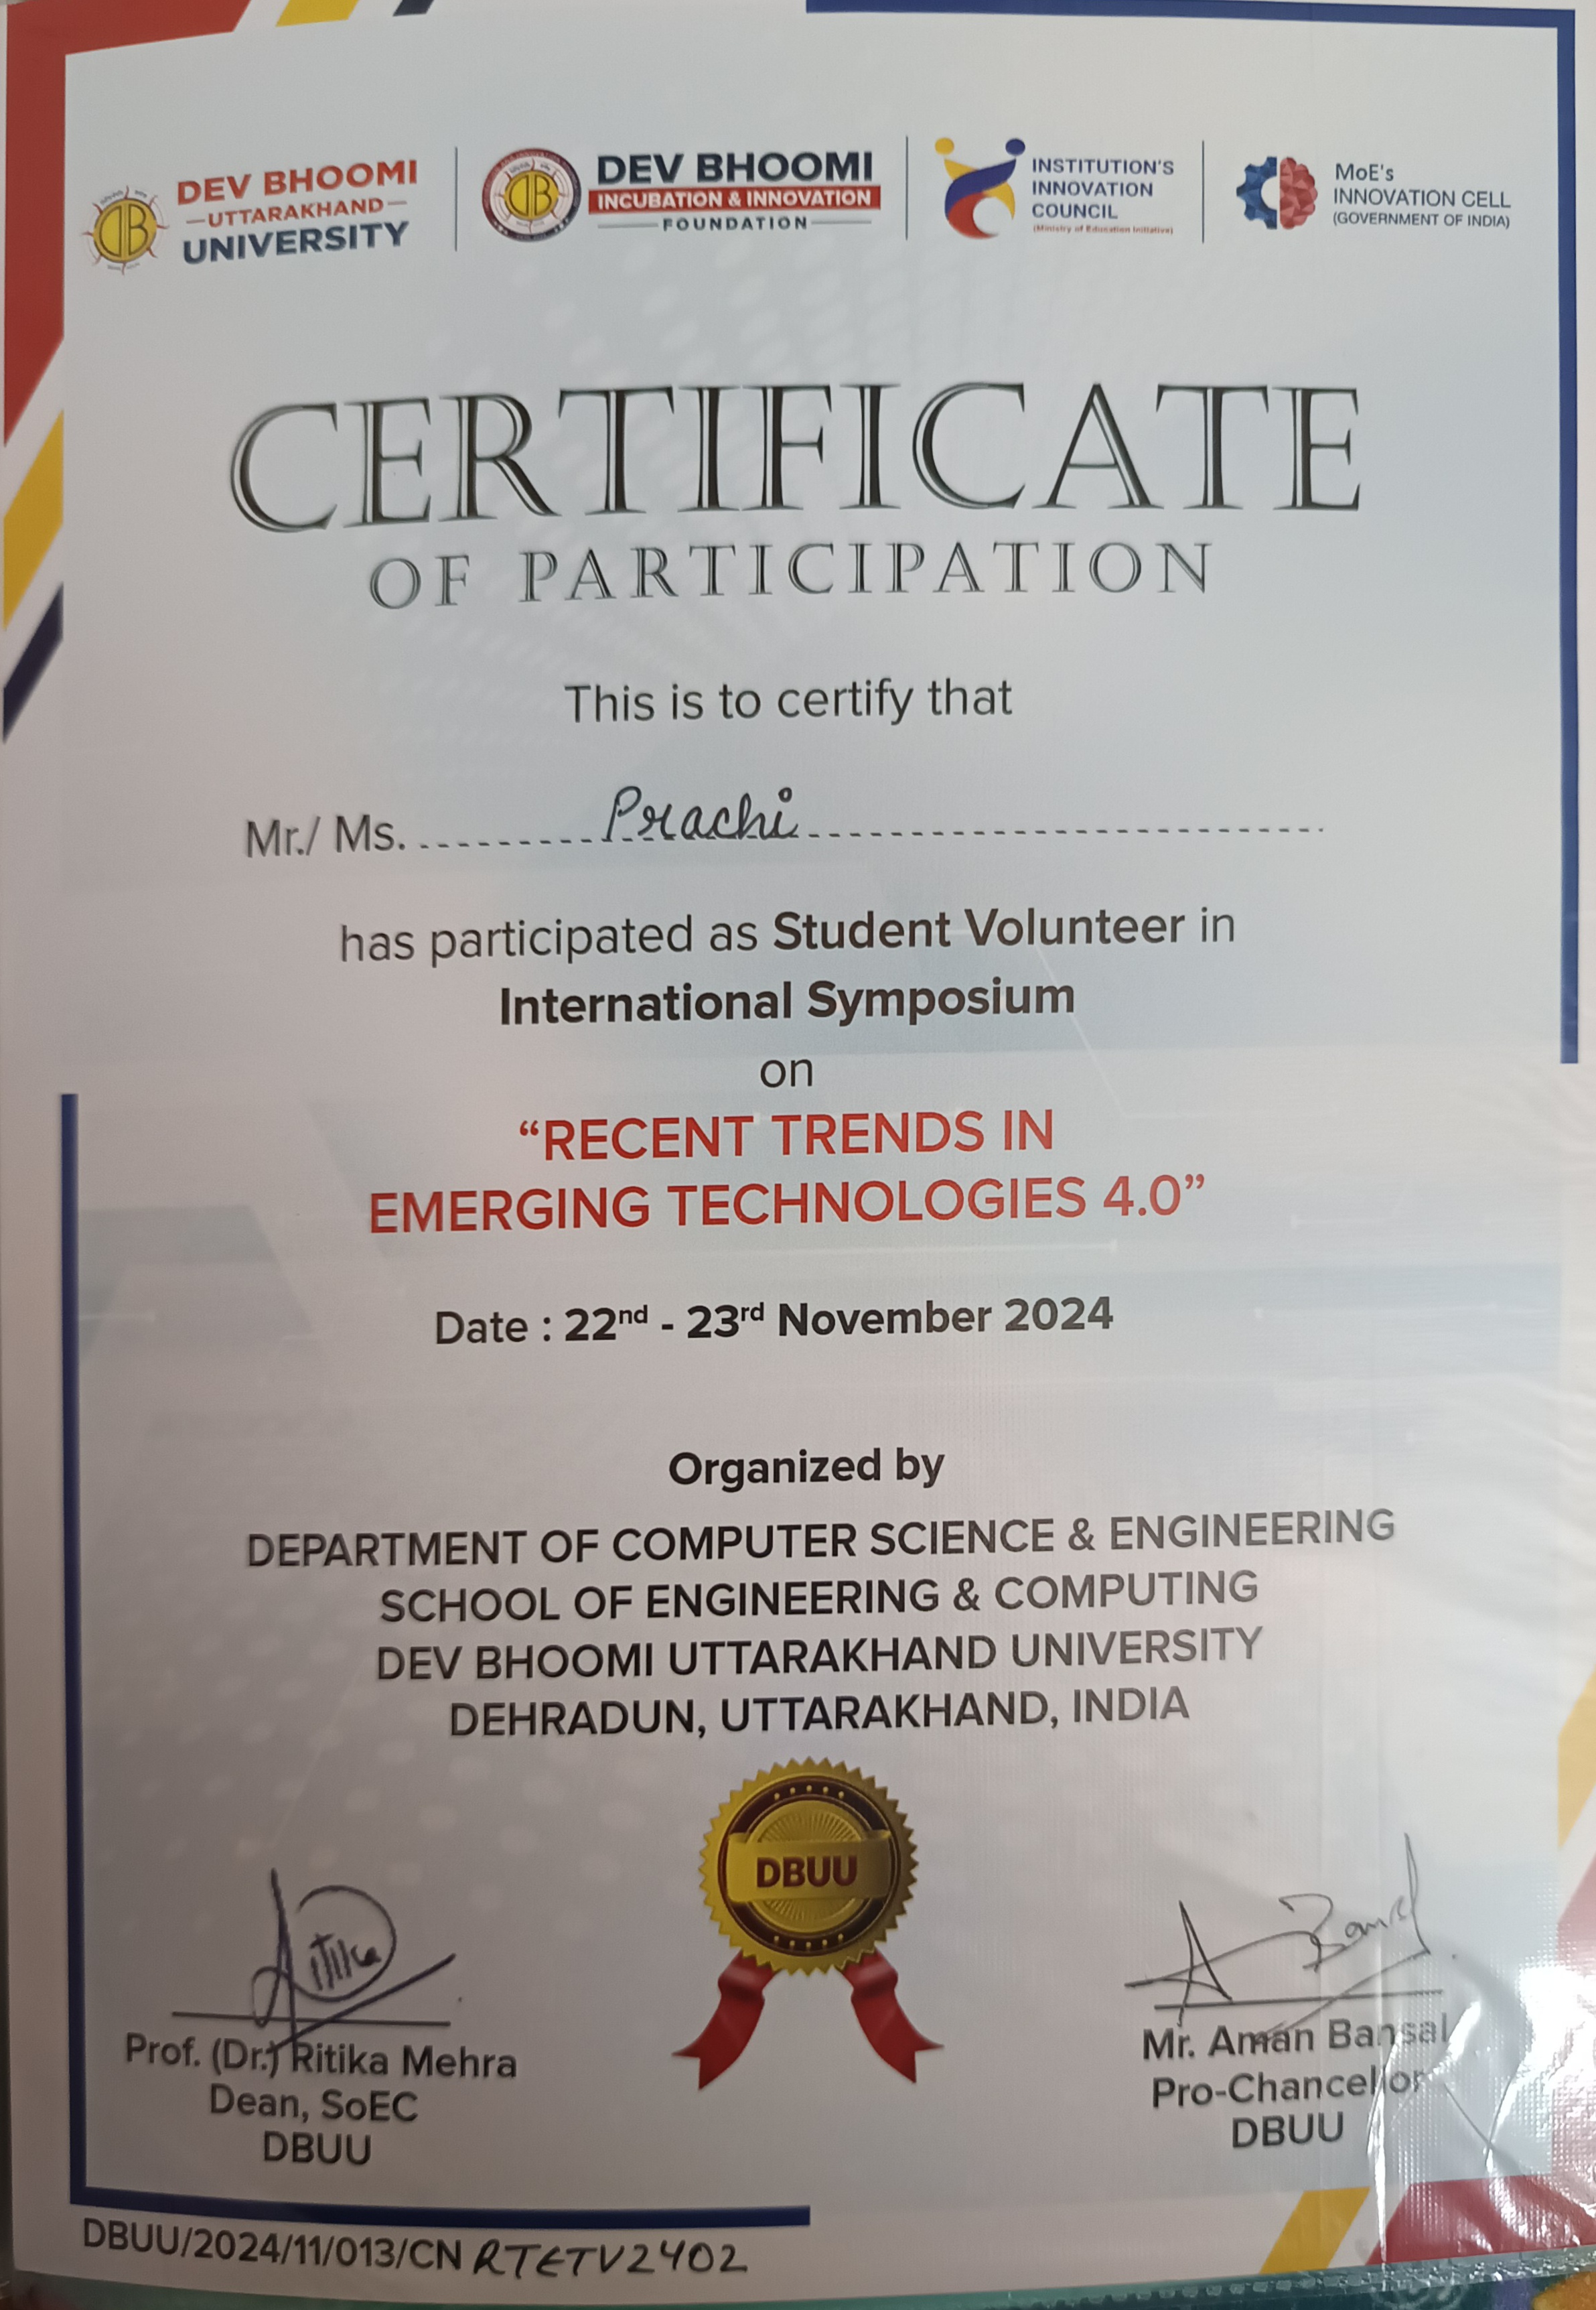 DEV BHOOMI
UTTARAKHAND
UNIVERSITY
DEV BHOOMI
INCUBATION & INNOVATION
FOUNDATION
INSTITUTION'S
INNOVATION
COUNCIL
(Ministry of Education Initiative)
MoE's
INNOVATION CELL
(GOVERNMENT OF INDIA)
CERTIFICATE
OF PARTICIPATION
This is to certify that
Mr./ Ms. Prachi
has participated as Student Volunteer in
International Symposium
on
“RECENT TRENDS IN
EMERGING TECHNOLOGIES 4.0”
Date : 22nd - 23rd November 2024
Organized by
DEPARTMENT OF COMPUTER SCIENCE & ENGINEERING
SCHOOL OF ENGINEERING & COMPUTING
DEV BHOOMI UTTARAKHAND UNIVERSITY
DEHRADUN, UTTARAKHAND, INDIA
DBUU
Ritika
A Bansal
Prof. (Dr.) Ritika Mehra
Dean, SoEC
DBUU
Mr. Aman Bansal
Pro-Chancellor
DBUU
DBUU/2024/11/013/CN RTETV2402